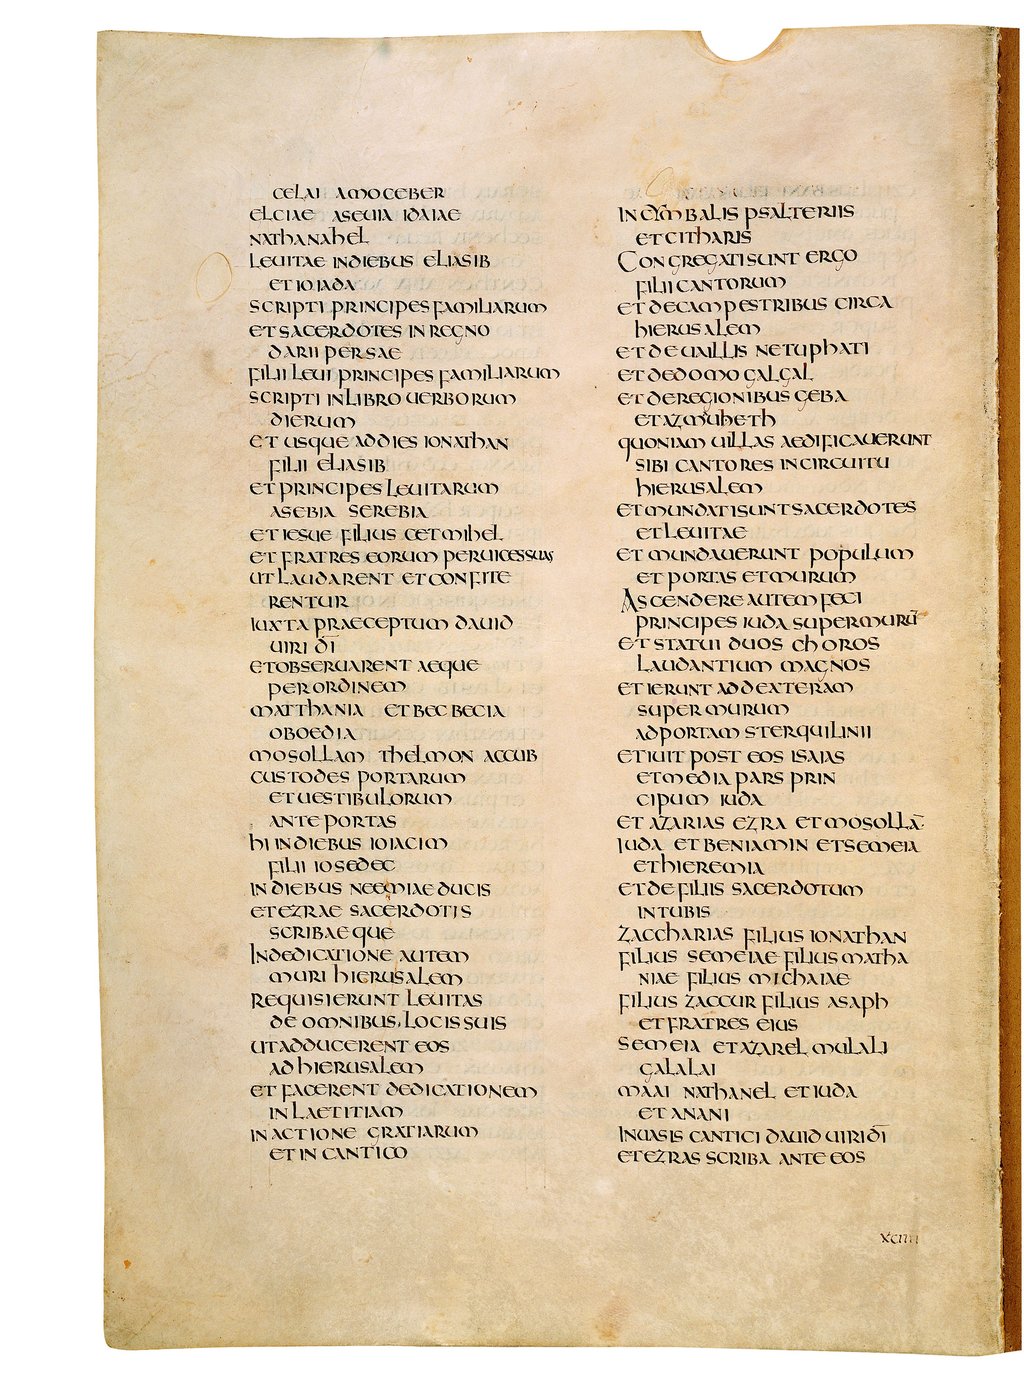 CELAI AMOCEBER
ELCIAE ASEUIA IDAIAE
NATHANAHEL
LEUITAE INDIEBUS ELIASIB
ET IOIADA
SCRIPTI PRINCIPES FAMILIARUM
ET SACERDOTES IN REGNO
DARII PERSAE
FILII LEUI PRINCIPES FAMILIARUM
SCRIPTI IN LIBRO UERBORUM
DIERUM
ET USQUE AD DIES IONATHAN
FILII ELIASIB
ET PRINCIPES LEUITARUM
ASEBIA SEREBIA
ET IESUE FILIUS CETMIHEL
ET FRATRES EORUM PER UICES SUAS
UT LAUDARENT ET CONFITE
RENTUR
IUXTA PRAECEPTUM DAUID
UIRI DĪ
ET OBSERUARENT AEQUE
PER ORDINEM
MATTHANIA ET BECBECIA
OBOEDIA
MOSOLLAM THELMON ACCUB
CUSTODES PORTARUM
ET UESTIBULORUM
ANTE PORTAS
HI IN DIEBUS IOIACIM
FILII IOSEDEC
IN DIEBUS NEEMIAE DUCIS
ET EZRAE SACERDOTIS
SCRIBAEQUE
IN DEDICATIONE AUTEM
MURI HIERUSALEM
REQUISIERUNT LEUITAS
DE OMNIBUS LOCIS SUIS
UT ADDUCERENT EOS
AD HIERUSALEM
ET FACERENT DEDICATIONEM
IN LAETITIAM
IN ACTIONE GRATIARUM
ET IN CANTICO
IN CYMBALIS PSALTERIIS
ET CITHARIS
CONGREGATI SUNT ERGO
FILII CANTORUM
ET DE CAMPESTRIBUS CIRCA
HIERUSALEM
ET DE UAILLIS NETUPHATI
ET DE DOMO GALGAL
ET DE REGIONIBUS GEBA
ET AZMUBETH
QUONIAM UILLAS AEDIFICAUERUNT
SIBI CANTORES IN CIRCUITU
HIERUSALEM
ET MUNDATI SUNT SACERDOTES
ET LEUITAE
ET MUNDAUERUNT POPULUM
ET PORTAS ET MURUM
ASCENDERE AUTEM FECI
PRINCIPES IUDA SUPER MURŪ
ET STATUI DUOS CHOROS
LAUDANTIUM MAGNOS
ET IERUNT AD DEXTERAM
SUPER MURUM
AD PORTAM STERQUILINII
ET IUIT POST EOS ISAIAS
ET MEDIA PARS PRIN
CIPUM IUDA
ET AZARIAS EZRA ET MOSOLLĀ
IUDA ET BENIAMIN ET SEMEIA
ET HIEREMIA
ET DE FILIIS SACERDOTUM
IN TUBIS
ZACCHARIAS FILIUS IONATHAN
FILIUS SEMEIAE FILIUS MATHA
NIAE FILIUS MICHAIAE
FILIUS ZACCUR FILIUS ASAPH
ET FRATRES EIUS
SEMEIA ET AZAREL MULALI
GALALAI
MAAI NATHANEL ET IUDA
ET ANANI
IN UASIS CANTICI DAUID UIRI DĪ
ET EZRAS SCRIBA ANTE EOS
XCIIII